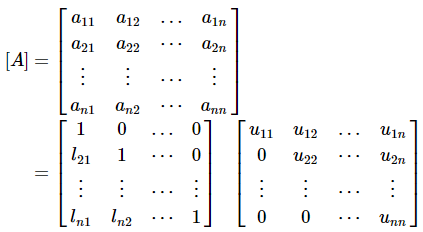 [A] = [ a₁₁ a₁₂ … a₁ₙ
a₂₁ a₂₂ ⋯ a₂ₙ
⋮ ⋮ … ⋮
aₙ₁ aₙ₂ ⋯ aₙₙ ]
= [ 1 0 … 0 ] [ u₁₁ u₁₂ … u₁ₙ ]
[ l₂₁ 1 ⋯ 0 ] [ 0 u₂₂ ⋯ u₂ₙ ]
[ ⋮ ⋮ … ⋮ ] [ ⋮ ⋮ … ⋮ ]
[ lₙ₁ lₙ₂ ⋯ 1 ] [ 0 0 ⋯ uₙₙ ]